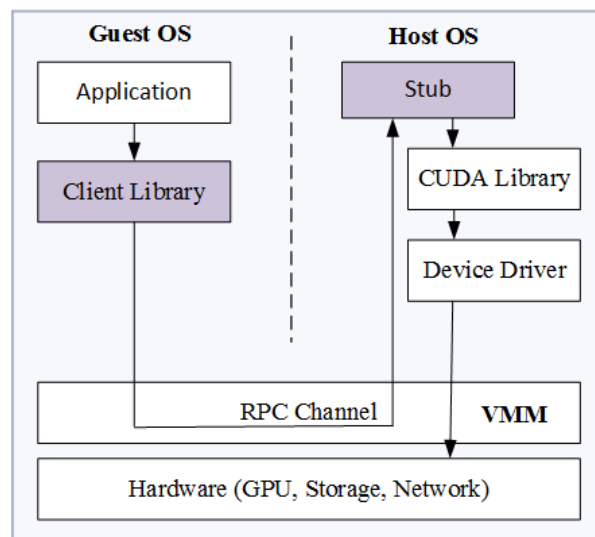 Guest OS
Host OS
Application
Stub
Client Library
CUDA Library
Device Driver
RPC Channel
VMM
Hardware (GPU, Storage, Network)